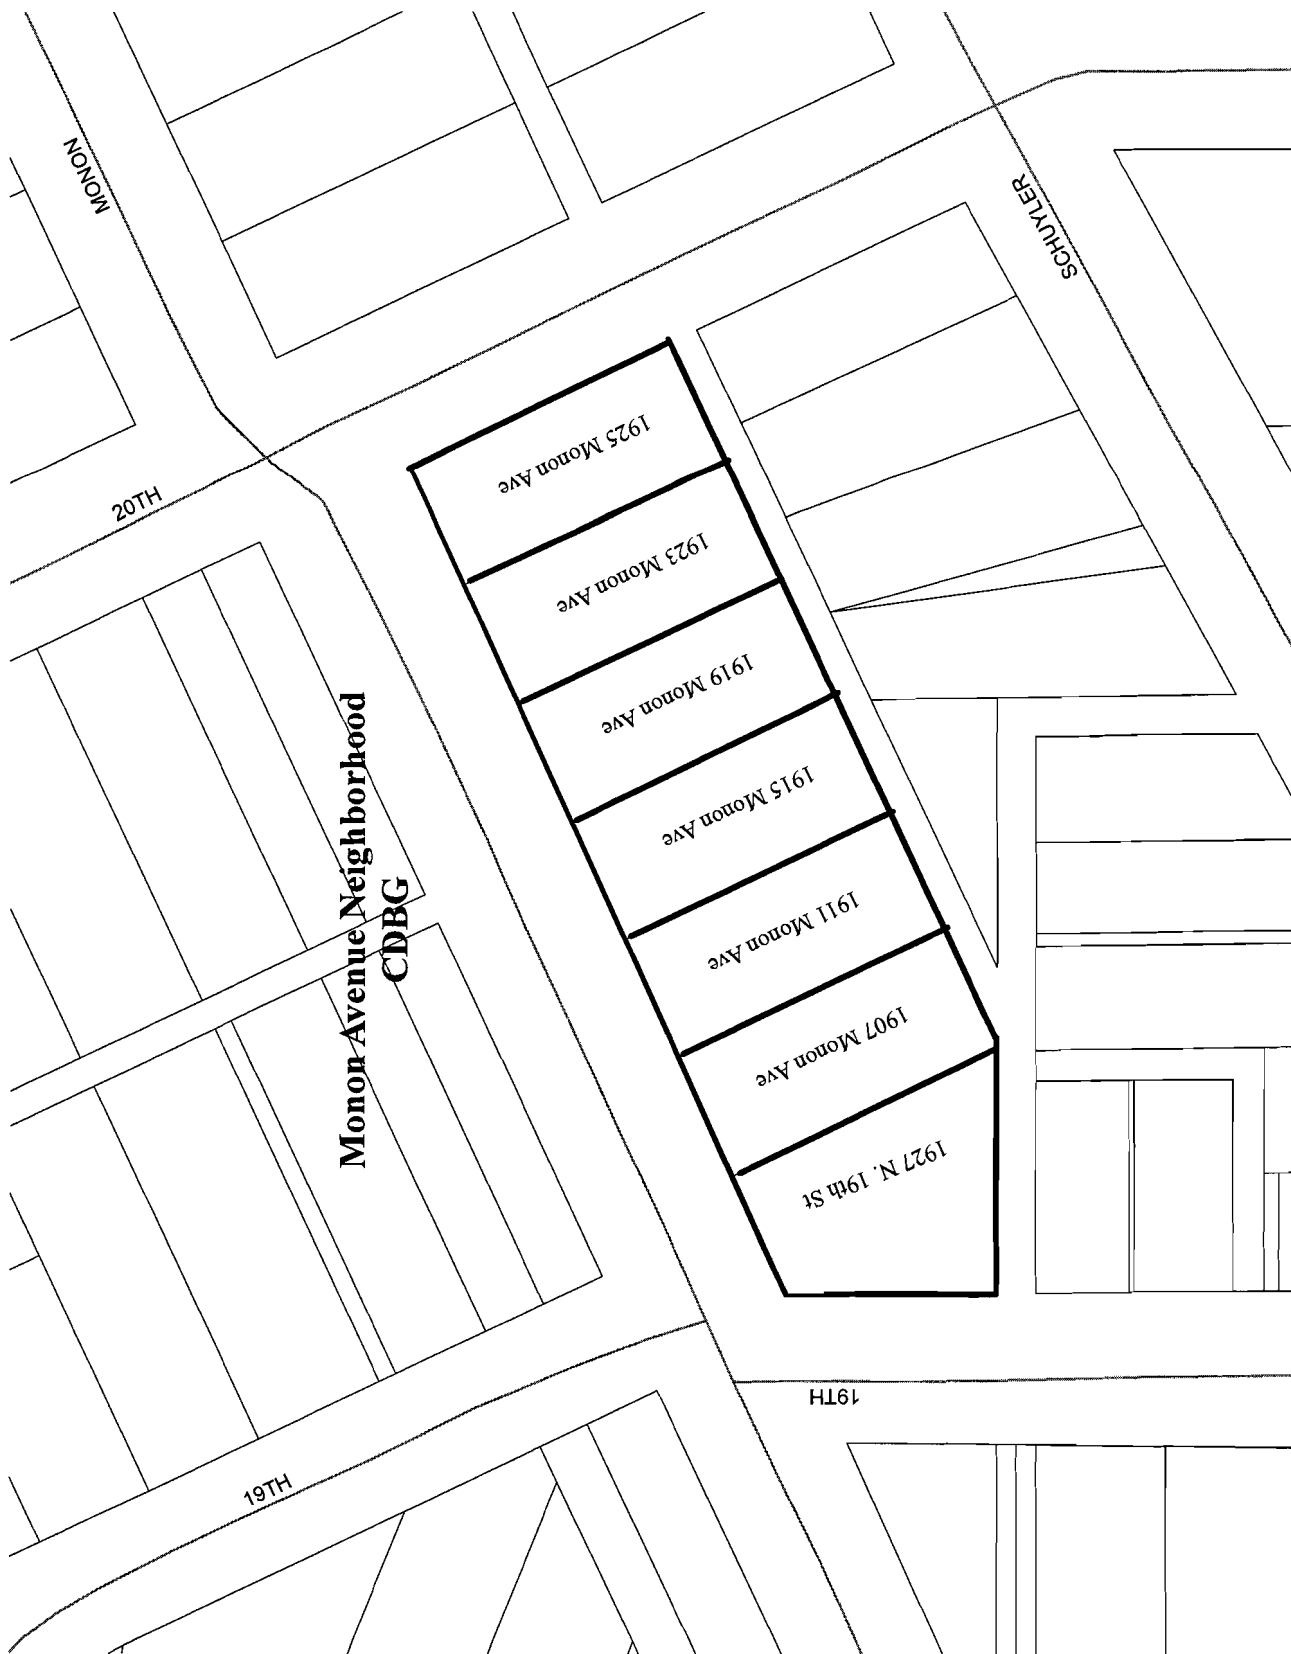 MONON
SCHUYLER
20TH
1925 Monon Ave
1923 Monon Ave
1919 Monon Ave
1915 Monon Ave
1911 Monon Ave
1907 Monon Ave
1927 N. 19th St
Monon Avenue Neighborhood
CDBG
19TH
19TH